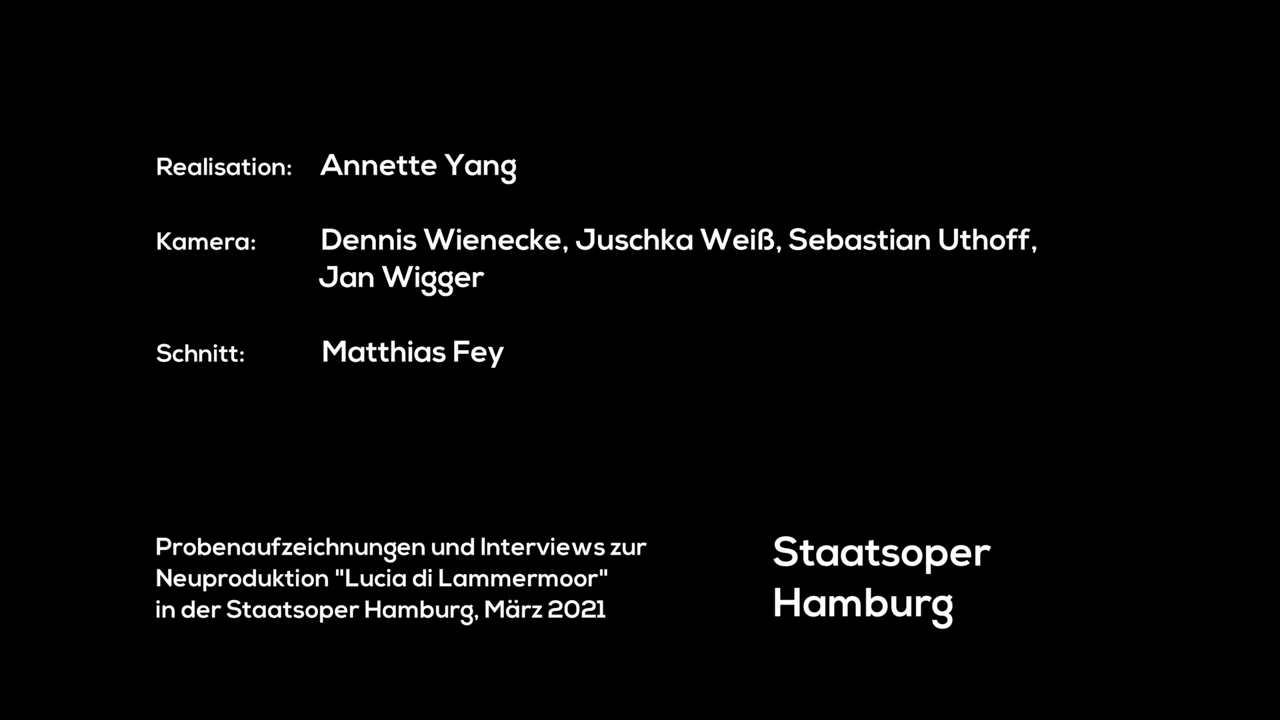 Realisation: Annette Yang
Kamera: Dennis Wienecke, Juschka Weiß, Sebastian Uthoff,
Jan Wigger
Schnitt: Matthias Fey
Probenaufzeichnungen und Interviews zur
Neuproduktion "Lucia di Lammermoor"
in der Staatsoper Hamburg, März 2021
Staatsoper
Hamburg